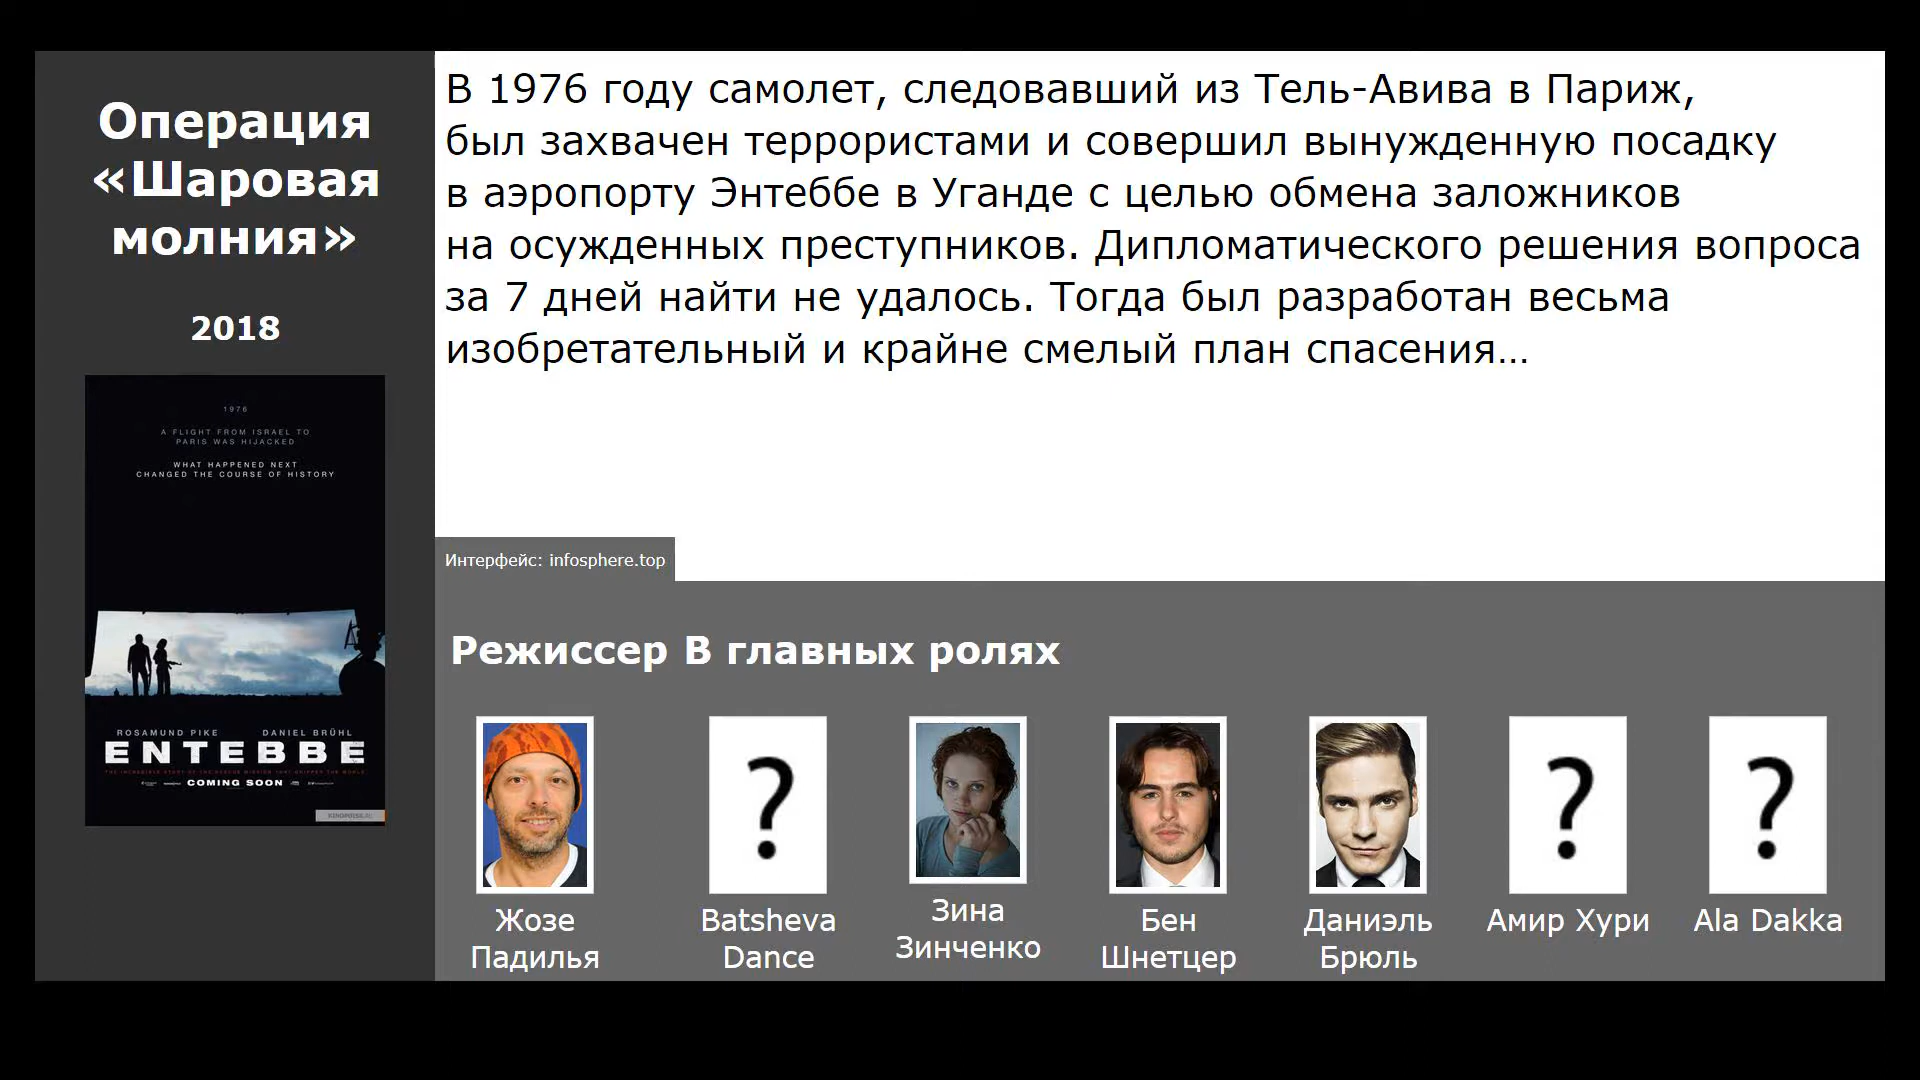 Операция
«Шаровая
молния»
2018
1976
A FLIGHT FROM ISRAEL TO
PARIS WAS HIJACKED
WHAT HAPPENED NEXT
CHANGED THE COURSE OF HISTORY
ROSAMUND PIKE DANIEL BRÜHL
ENTEBBE
COMING SOON
В 1976 году самолет, следовавший из Тель-Авива в Париж,
был захвачен террористами и совершил вынужденную посадку
в аэропорту Энтеббе в Уганде с целью обмена заложников
на осужденных преступников. Дипломатического решения вопроса
за 7 дней найти не удалось. Тогда был разработан весьма
изобретательный и крайне смелый план спасения…
Интерфейс: infosphere.top
Режиссер В главных ролях
?
?
?
Жозе
Падилья
Batsheva
Dance
Зина
Зинченко
Бен
Шнетцер
Даниэль
Брюль
Амир Хури
Ala Dakka